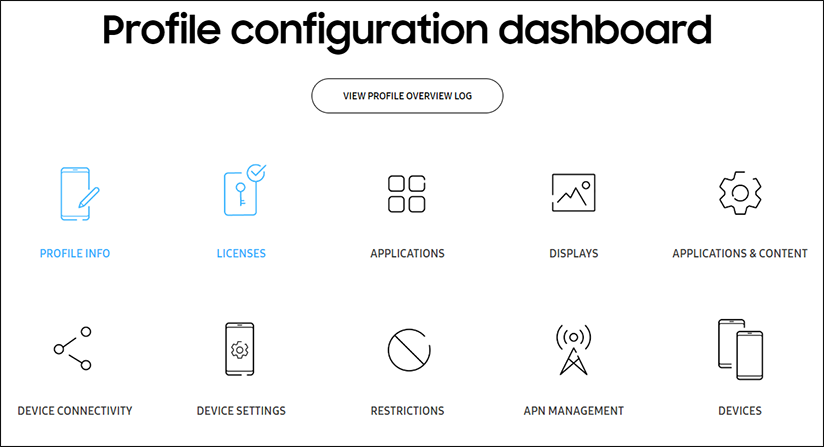 Profile configuration dashboard
VIEW PROFILE OVERVIEW LOG
PROFILE INFO
LICENSES
APPLICATIONS
DISPLAYS
APPLICATIONS & CONTENT
DEVICE CONNECTIVITY
DEVICE SETTINGS
RESTRICTIONS
APN MANAGEMENT
DEVICES